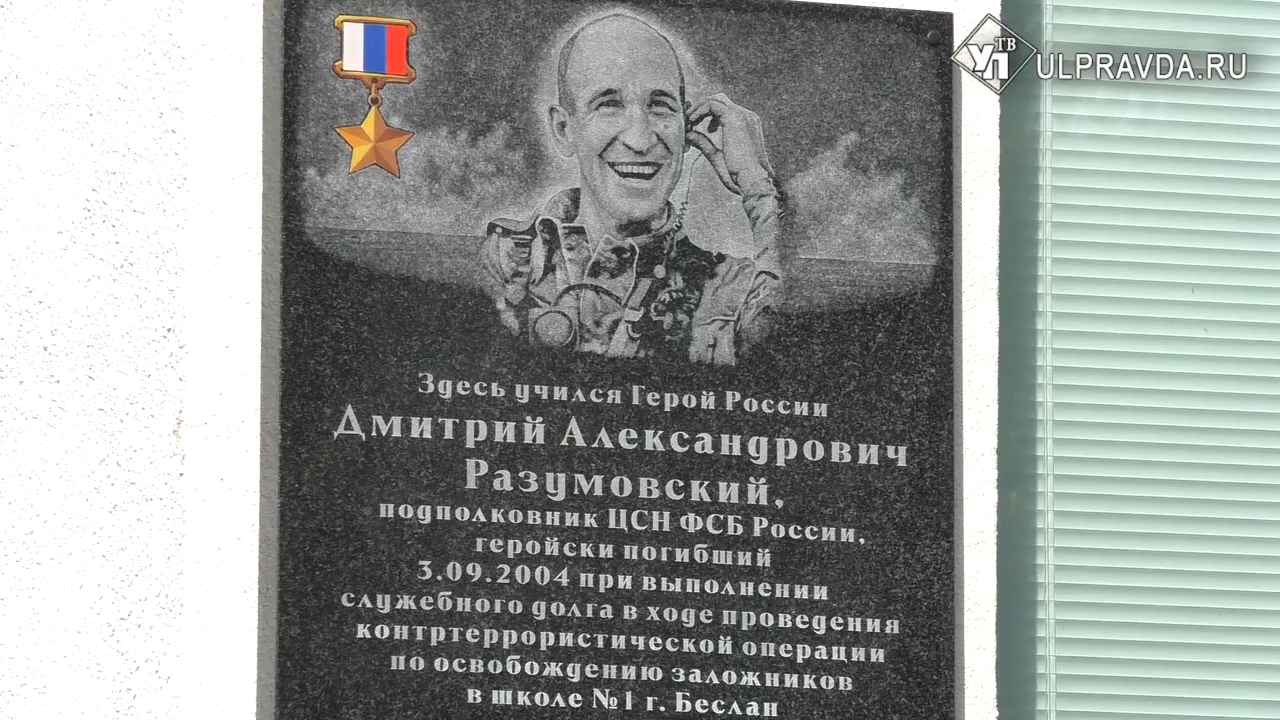 УП ТВ ULPRAVDA.RU
Здесь учился Герой России
Дмитрий Александрович
Разумовский,
подполковник ЦСН ФСБ России,
геройски погибший
3.09.2004 при выполнении
служебного долга в ходе проведения
контртеррористической операции
по освобождению заложников
в школе №1 г. Беслан